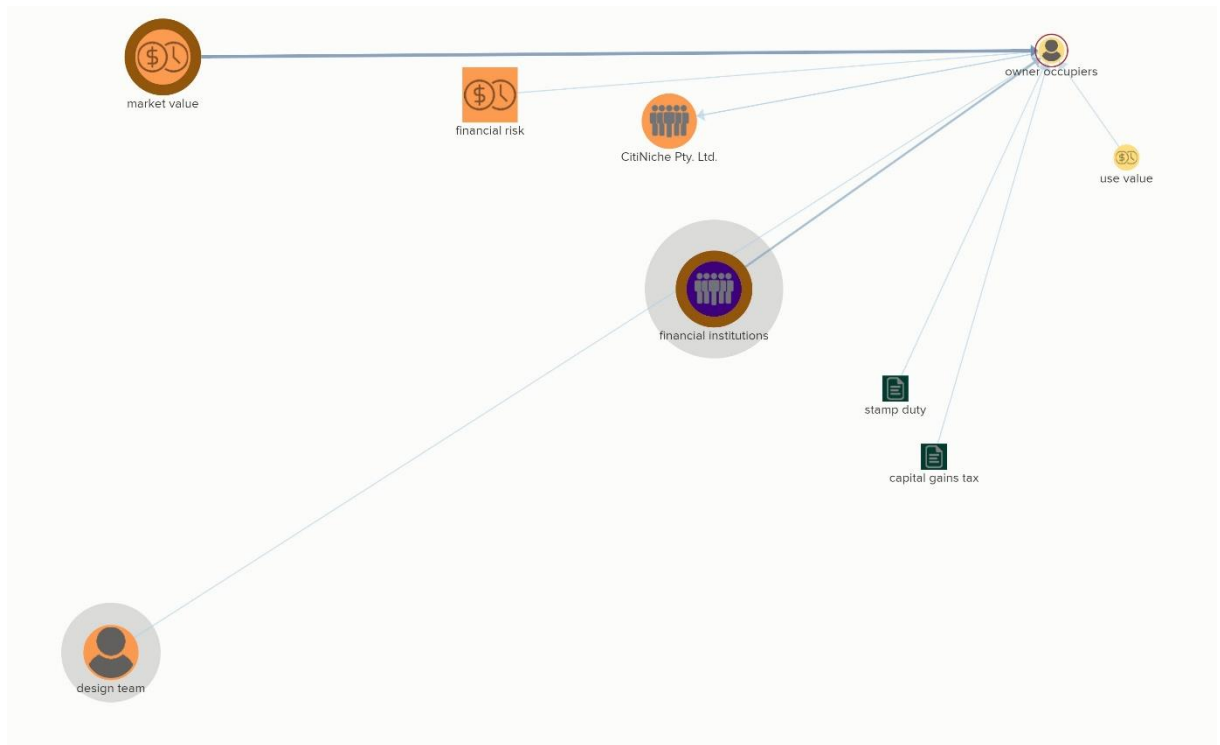 owner occupiers
market value
financial risk
CitiNiche Pty. Ltd.
use value
financial institutions
stamp duty
capital gains tax
design team